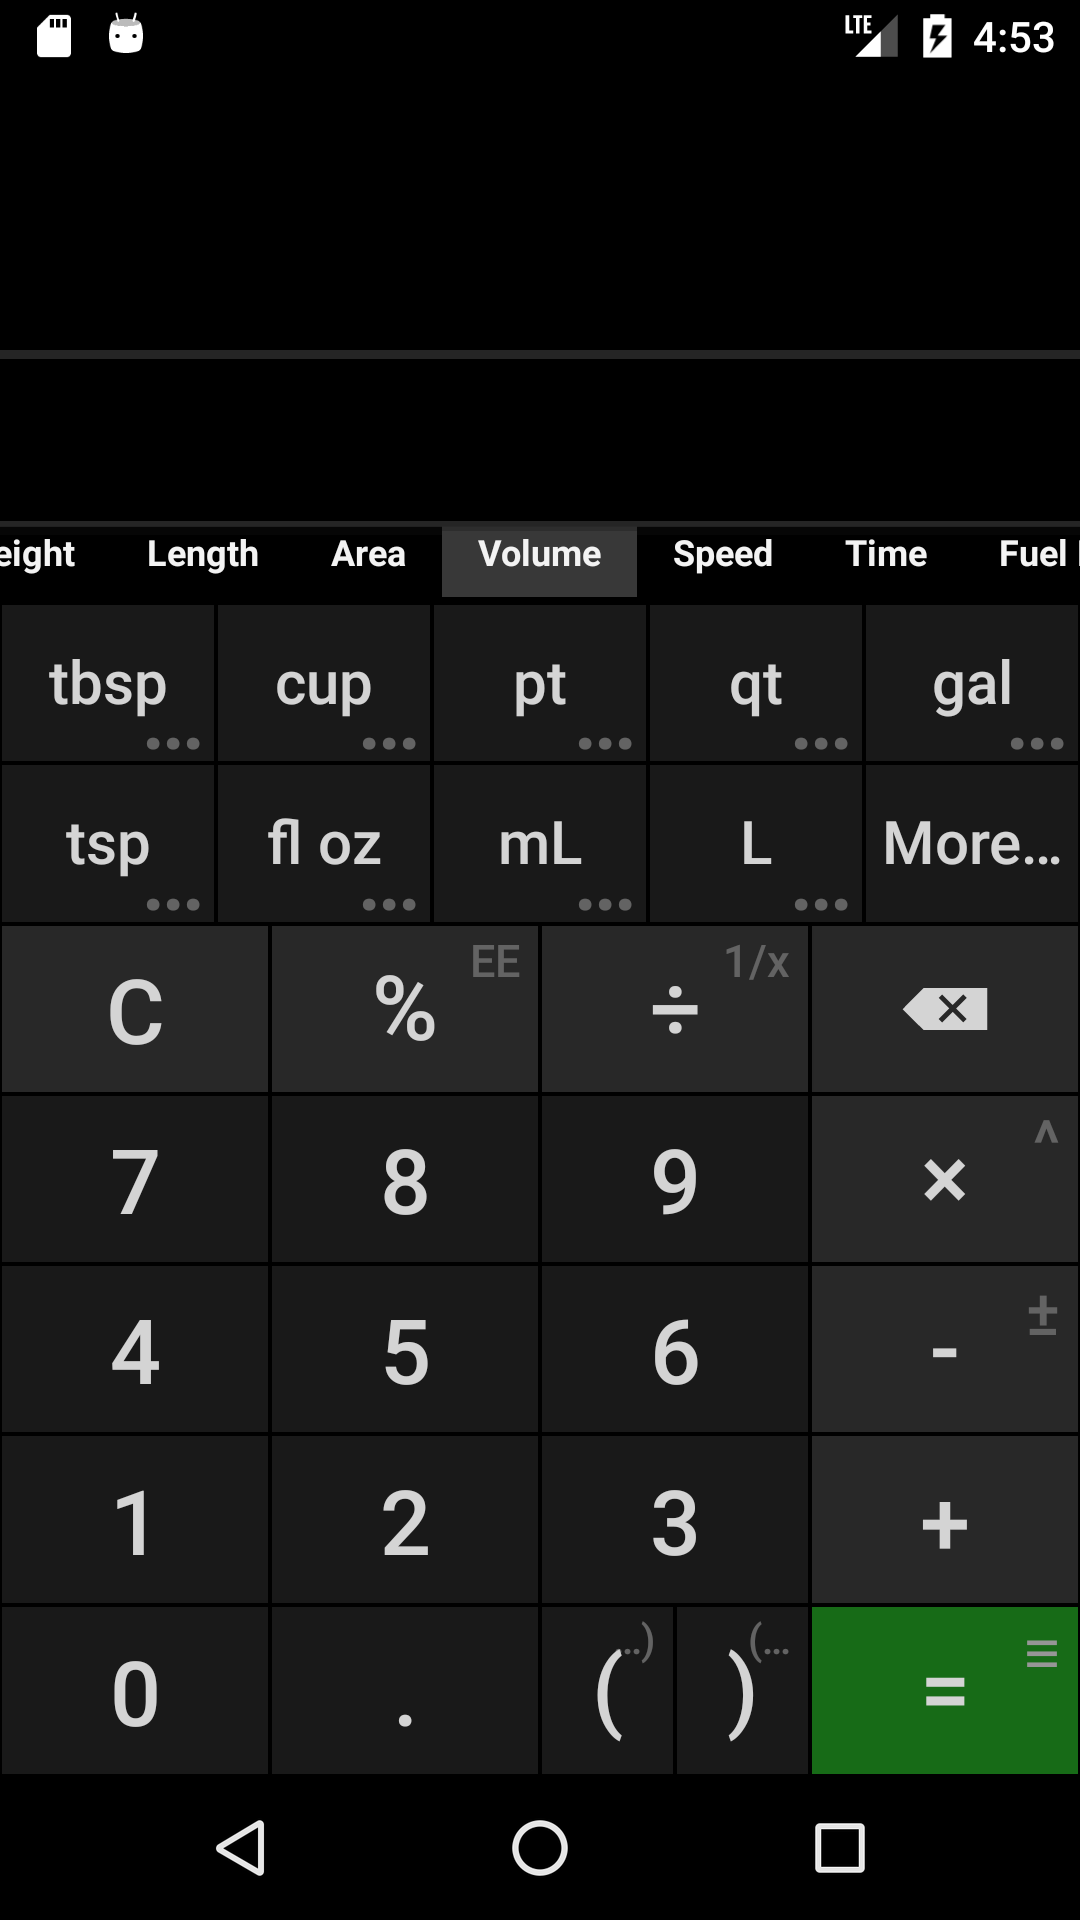 LTE 4:53
eight Length Area Volume Speed Time Fuel
tbsp cup pt qt gal
tsp fl oz mL L More...
C % EE ÷ 1/x
7 8 9 × ^
4 5 6 - ±
1 2 3 +
0 . ( ..) ) (... =